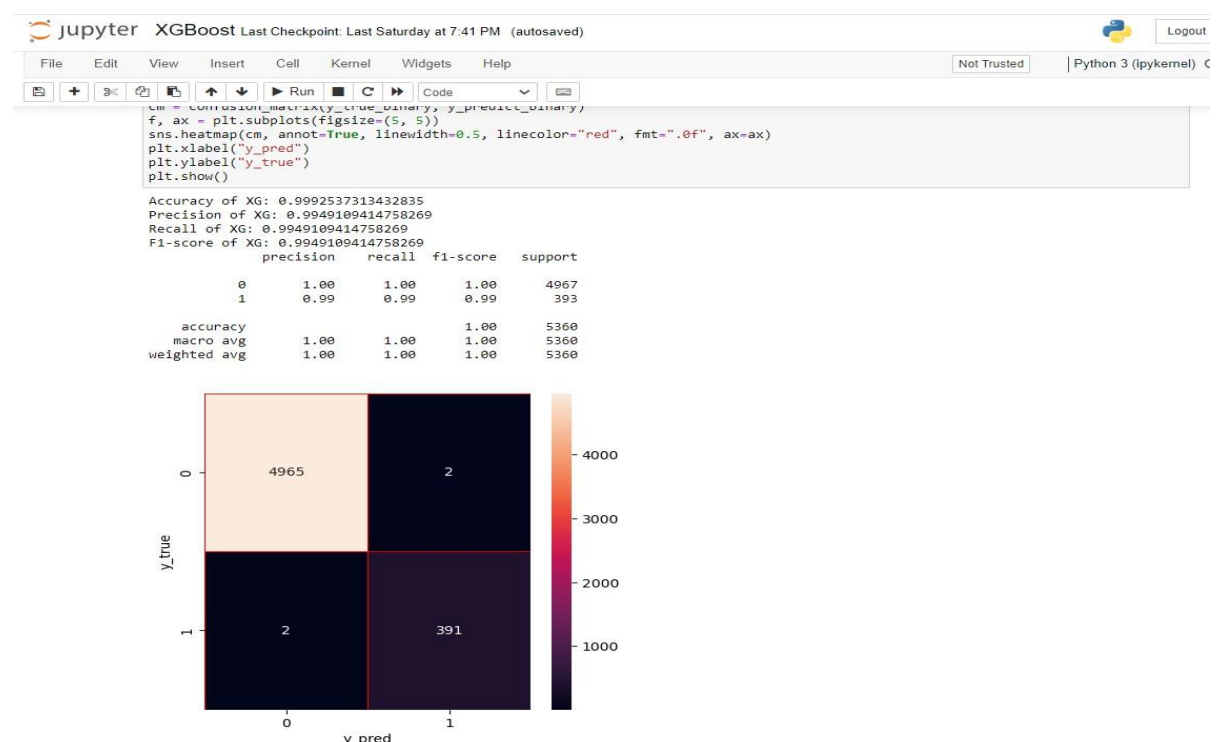 jupyter XGBoost Last Checkpoint: Last Saturday at 7:41 PM (autosaved)
Logout
File Edit View Insert Cell Kernel Widgets Help
Not Trusted
Python 3 (ipykernel)
Run
Code
cm = confusion_matrix(y_true_binary, y_predict_binary)
f, ax = plt.subplots(figsize=(5, 5))
sns.heatmap(cm, annot=True, linewidth=0.5, linecolor="red", fmt=".0f", ax=ax)
plt.xlabel("y_pred")
plt.ylabel("y_true")
plt.show()
Accuracy of XG: 0.9992537313432835
Precision of XG: 0.9949109414758269
Recall of XG: 0.9949109414758269
F1-score of XG: 0.9949109414758269
precision recall f1-score support
0 1.00 1.00 1.00 4967
1 0.99 0.99 0.99 393
accuracy 1.00 5360
macro avg 1.00 1.00 1.00 5360
weighted avg 1.00 1.00 1.00 5360
4000
0 4965 2
3000
y_true
2000
1 2 391
1000
0 1
y_pred